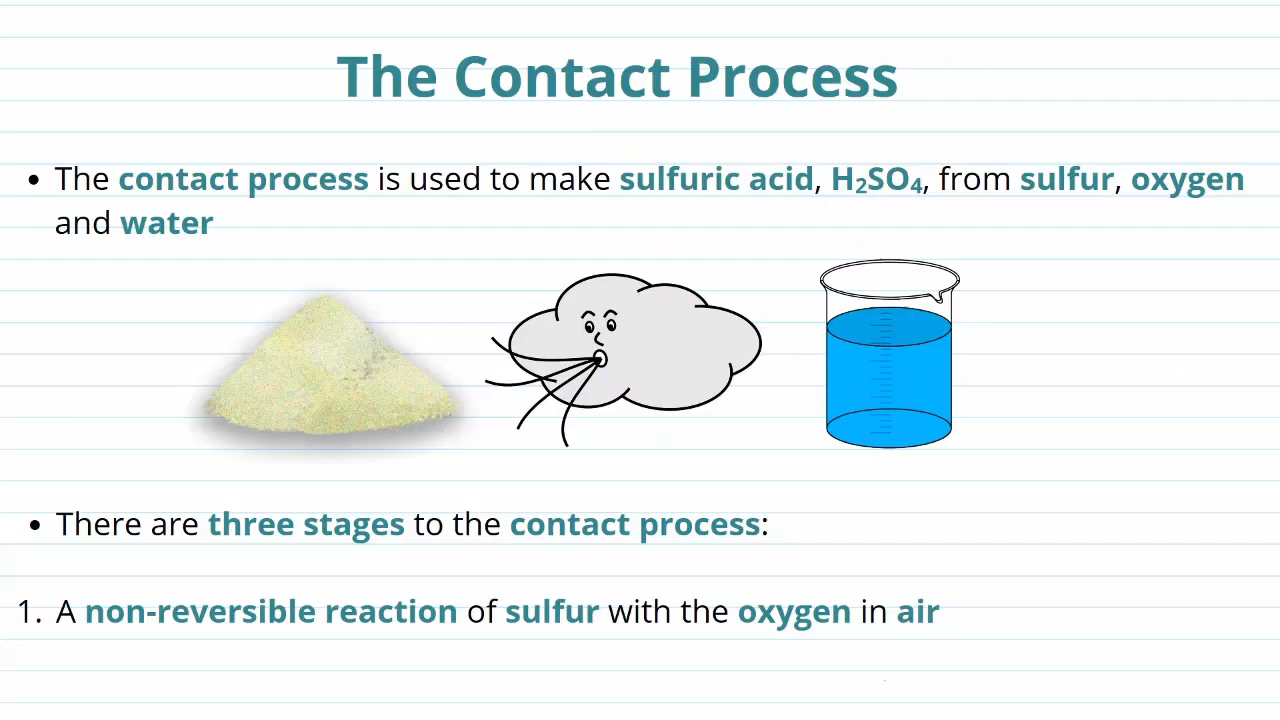 The Contact Process
• The contact process is used to make sulfuric acid, H₂SO₄, from sulfur, oxygen
and water
• There are three stages to the contact process:
1. A non-reversible reaction of sulfur with the oxygen in air